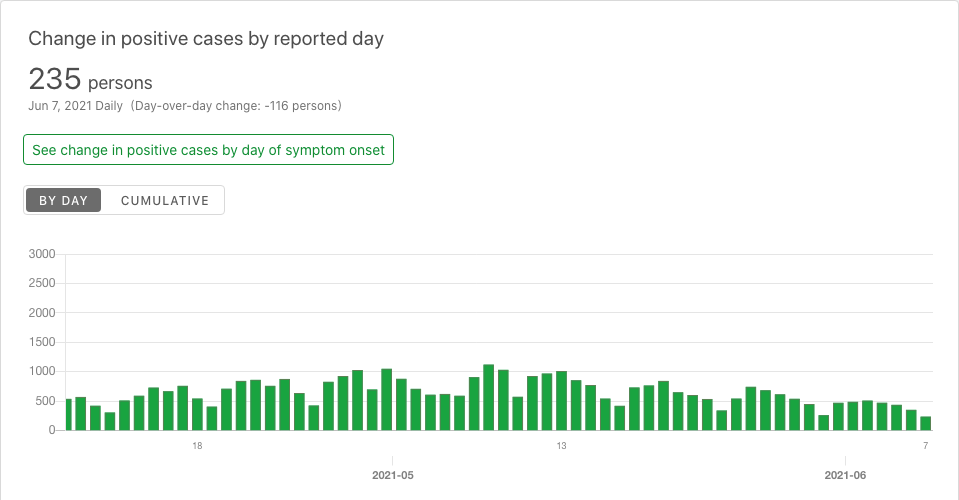 Change in positive cases by reported day
235 persons
Jun 7, 2021 Daily (Day-over-day change: -116 persons)
See change in positive cases by day of symptom onset
BY DAY CUMULATIVE
3000
2500
2000
1500
1000
500
0
18 13 7
2021-05 2021-06